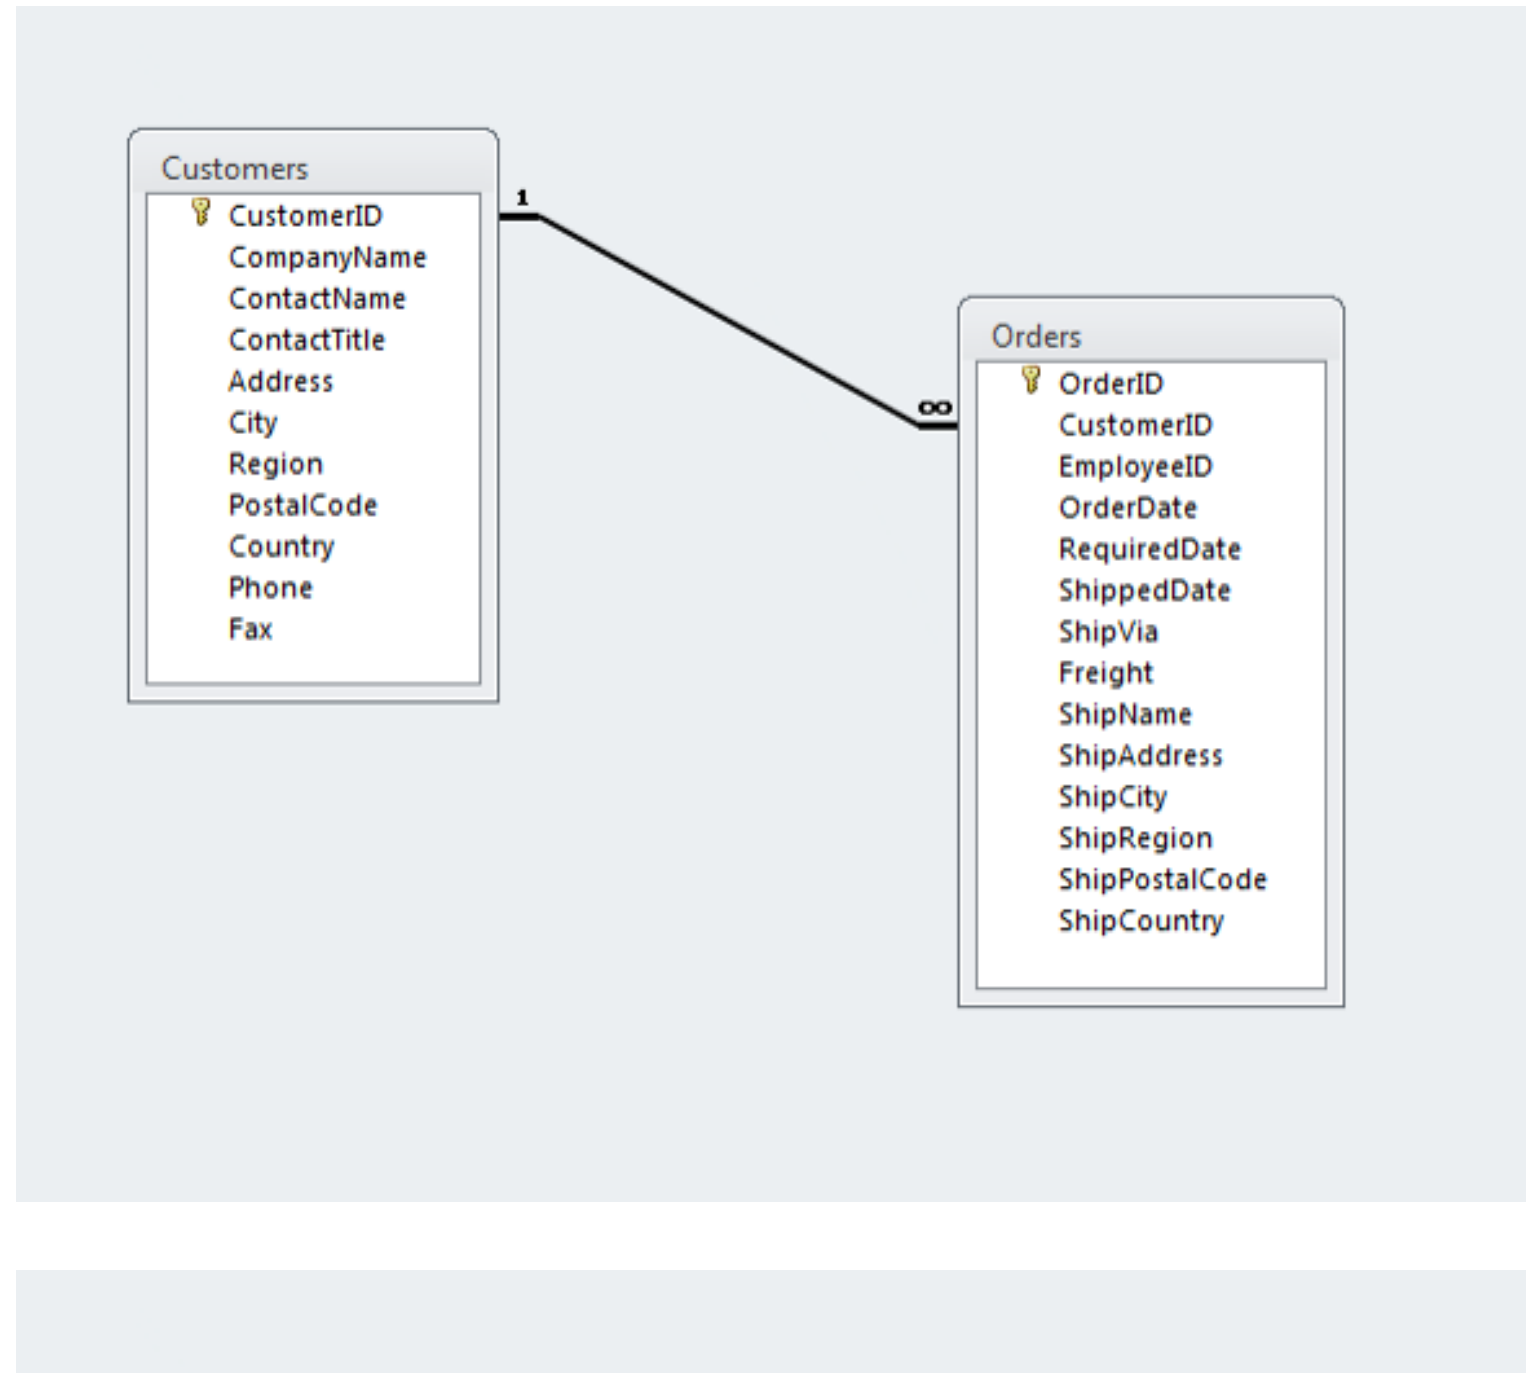 Customers
CustomerID
CompanyName
ContactName
ContactTitle
Address
City
Region
PostalCode
Country
Phone
Fax
1
∞
Orders
OrderID
CustomerID
EmployeeID
OrderDate
RequiredDate
ShippedDate
ShipVia
Freight
ShipName
ShipAddress
ShipCity
ShipRegion
ShipPostalCode
ShipCountry